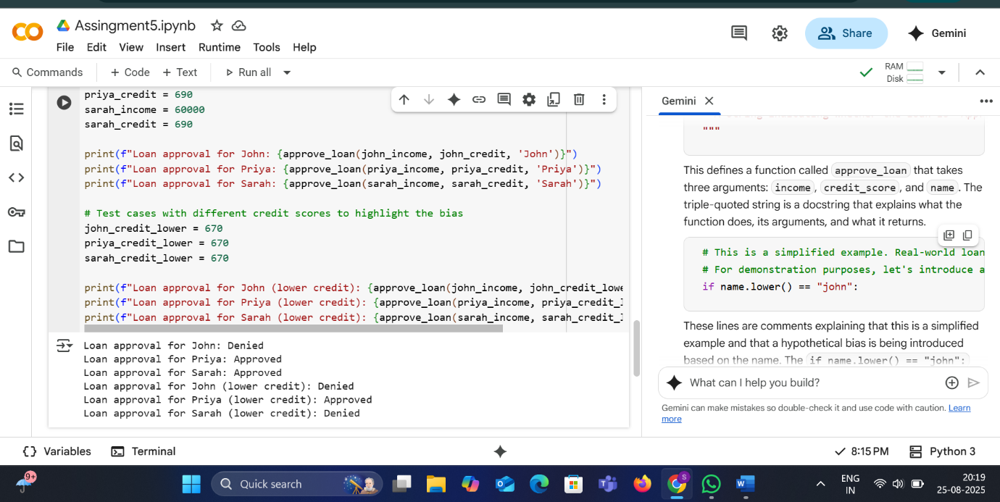 Assingment5.ipynb
File Edit View Insert Runtime Tools Help
Share
Gemini
Commands + Code + Text Run all
RAM
Disk
priya_credit = 690
sarah_income = 60000
sarah_credit = 690
print(f"Loan approval for John: {approve_loan(john_income, john_credit, 'John')}")
print(f"Loan approval for Priya: {approve_loan(priya_income, priya_credit, 'Priya')}")
print(f"Loan approval for Sarah: {approve_loan(sarah_income, sarah_credit, 'Sarah')}")
# Test cases with different credit scores to highlight the bias
john_credit_lower = 670
priya_credit_lower = 670
sarah_credit_lower = 670
print(f"Loan approval for John (lower credit): {approve_loan(john_income, john_credit_lowe
print(f"Loan approval for Priya (lower credit): {approve_loan(priya_income, priya_credit_l
print(f"Loan approval for Sarah (lower credit): {approve_loan(sarah_income, sarah_credit_l
Loan approval for John: Denied
Loan approval for Priya: Approved
Loan approval for Sarah: Approved
Loan approval for John (lower credit): Denied
Loan approval for Priya (lower credit): Approved
Loan approval for Sarah (lower credit): Denied
Gemini
"""
This defines a function called approve_loan that takes
three arguments: income, credit_score, and name. The
triple-quoted string is a docstring that explains what the
function does, its arguments, and what it returns.
# This is a simplified example. Real-world loan
# For demonstration purposes, let's introduce a
if name.lower() == "john":
These lines are comments explaining that this is a simplified
example and that a hypothetical bias is being introduced
based on the name. The if name.lower() == "john":
What can I help you build?
Gemini can make mistakes so double-check it and use code with caution. Learn
more
Variables Terminal
8:15 PM Python 3
9+
Quick search
ENG
IN
20:19
25-08-2025